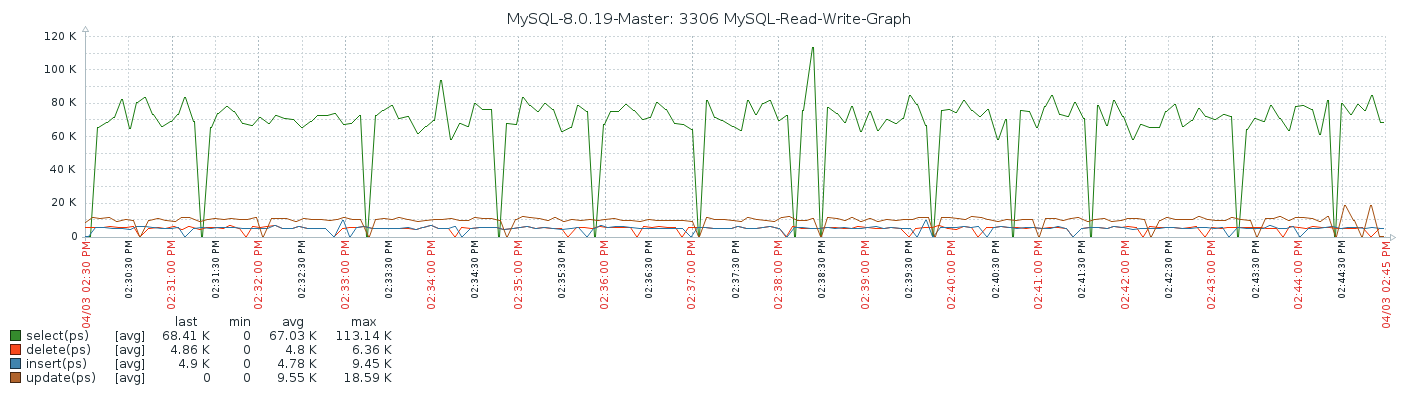 MySQL-8.0.19-Master: 3306 MySQL-Read-Write-Graph
120 K
100 K
80 K
60 K
40 K
20 K
0
04/03 02:30 PM
02:30:30 PM
02:31:00 PM
02:31:30 PM
02:32:00 PM
02:32:30 PM
02:33:00 PM
02:33:30 PM
02:34:00 PM
02:34:30 PM
02:35:00 PM
02:35:30 PM
02:36:00 PM
02:36:30 PM
02:37:00 PM
02:37:30 PM
02:38:00 PM
02:38:30 PM
02:39:00 PM
02:39:30 PM
02:40:00 PM
02:40:30 PM
02:41:00 PM
02:41:30 PM
02:42:00 PM
02:42:30 PM
02:43:00 PM
02:43:30 PM
02:44:00 PM
02:44:30 PM
04/03 02:45 PM
last min avg max
select(ps) [avg] 68.41 K 0 67.03 K 113.14 K
delete(ps) [avg] 4.86 K 0 4.8 K 6.36 K
insert(ps) [avg] 4.9 K 0 4.78 K 9.45 K
update(ps) [avg] 0 0 9.55 K 18.59 K